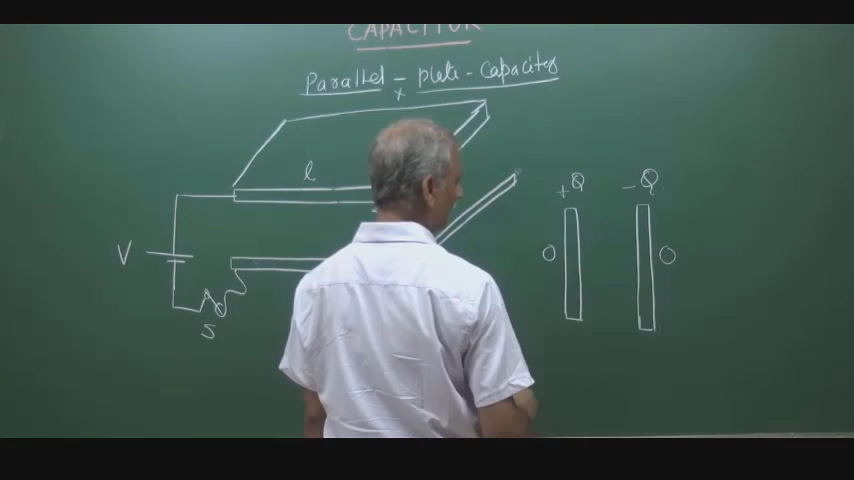 CAPACITOR
Parallel - plate - Capacitor
x
l
+Q
-Q
V
O
O
S